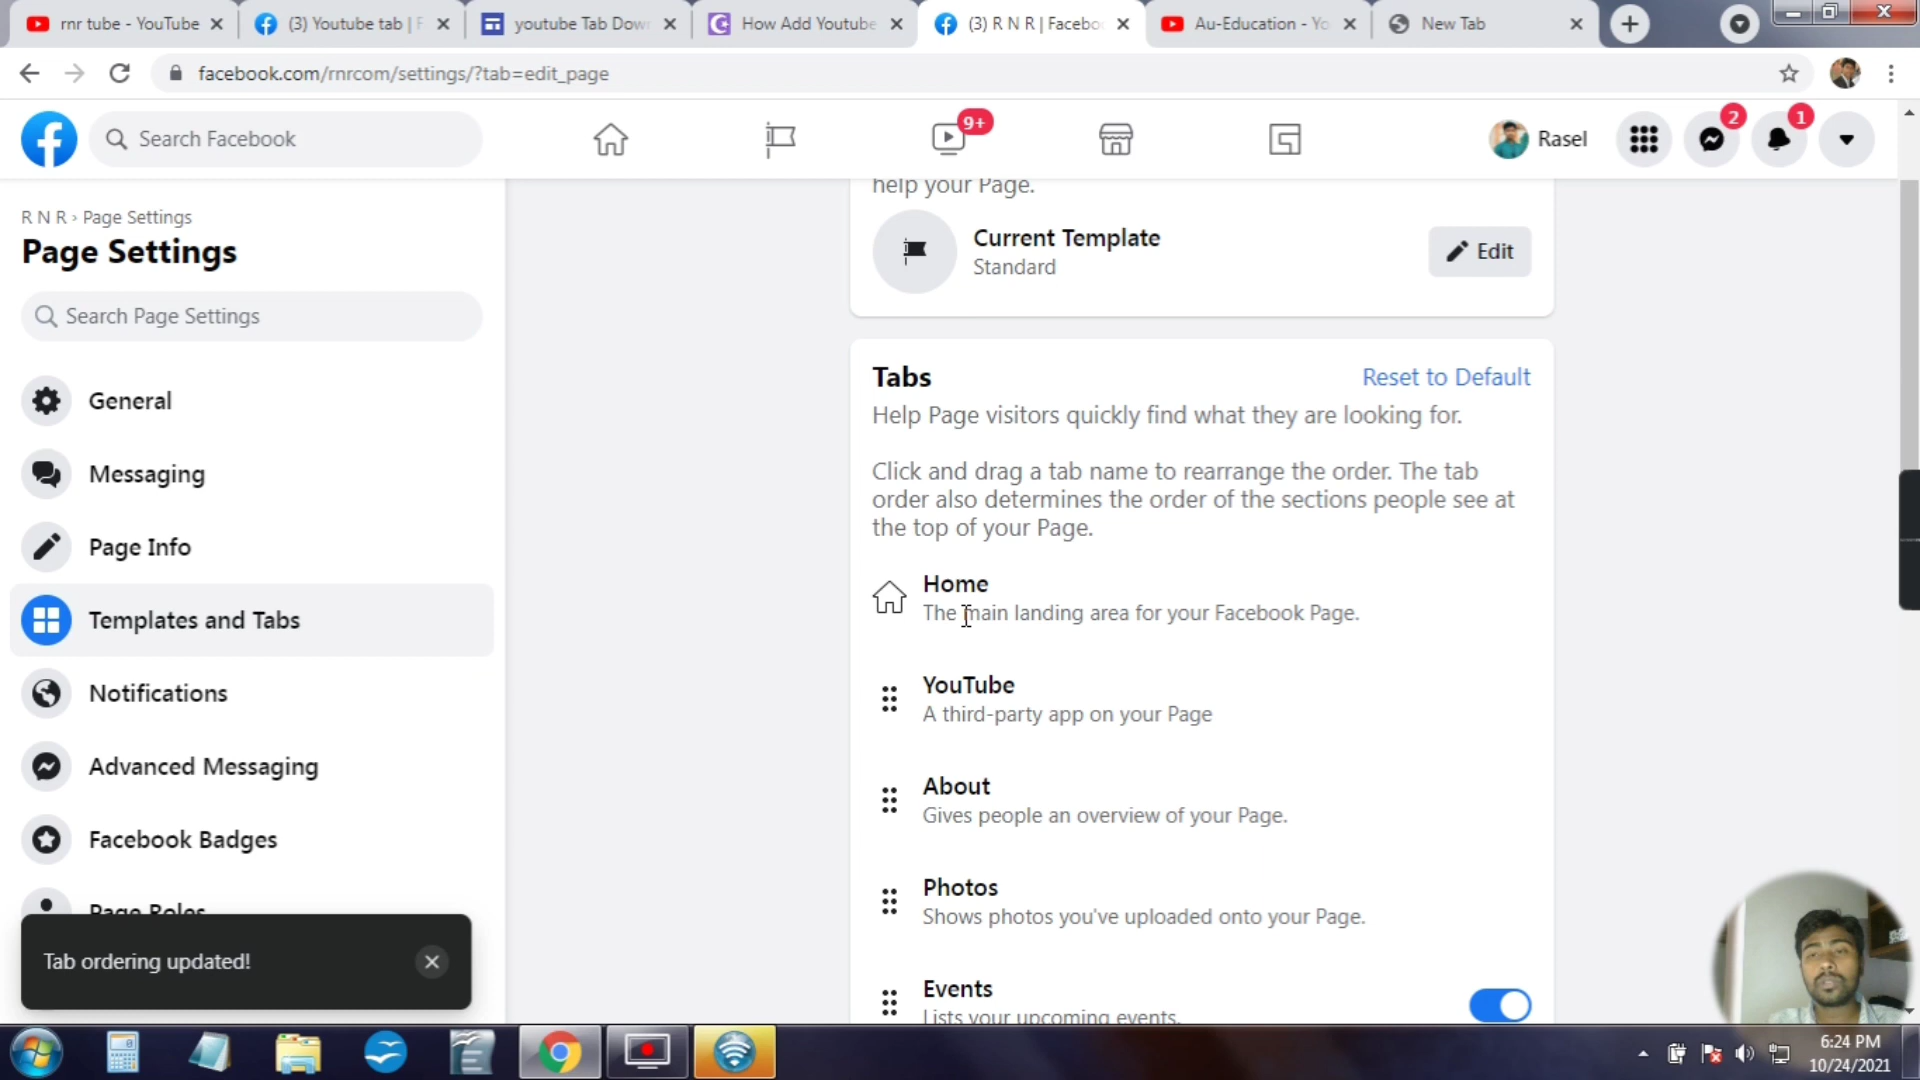 rnr tube - YouTube
(3) Youtube tab | F
youtube Tab Dow
How Add Youtube
(3) R N R | Facebo
Au-Education - Yo
New Tab
facebook.com/rnrcom/settings/?tab=edit_page
Search Facebook
9+
Rasel
2
1
R N R › Page Settings
Page Settings
Search Page Settings
General
Messaging
Page Info
Templates and Tabs
Notifications
Advanced Messaging
Facebook Badges
Page Roles
Tab ordering updated!
help your Page.
Current Template
Standard
Edit
Tabs
Reset to Default
Help Page visitors quickly find what they are looking for.
Click and drag a tab name to rearrange the order. The tab
order also determines the order of the sections people see at
the top of your Page.
Home
The main landing area for your Facebook Page.
YouTube
A third-party app on your Page
About
Gives people an overview of your Page.
Photos
Shows photos you've uploaded onto your Page.
Events
Lists your upcoming events.
6:24 PM
10/24/2021